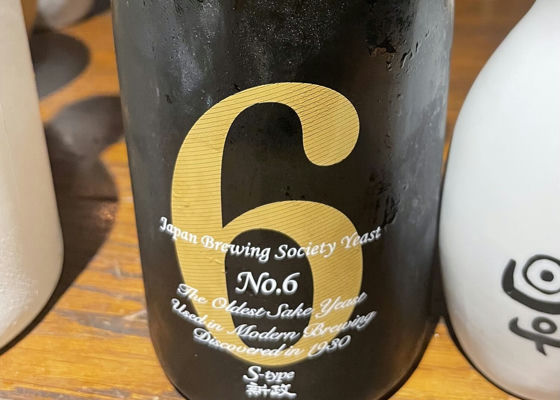 6
Japan Brewing Society Yeast
No.6
The Oldest Sake Yeast
Used in Modern Brewing
Discovered in 1930
S-type
新政